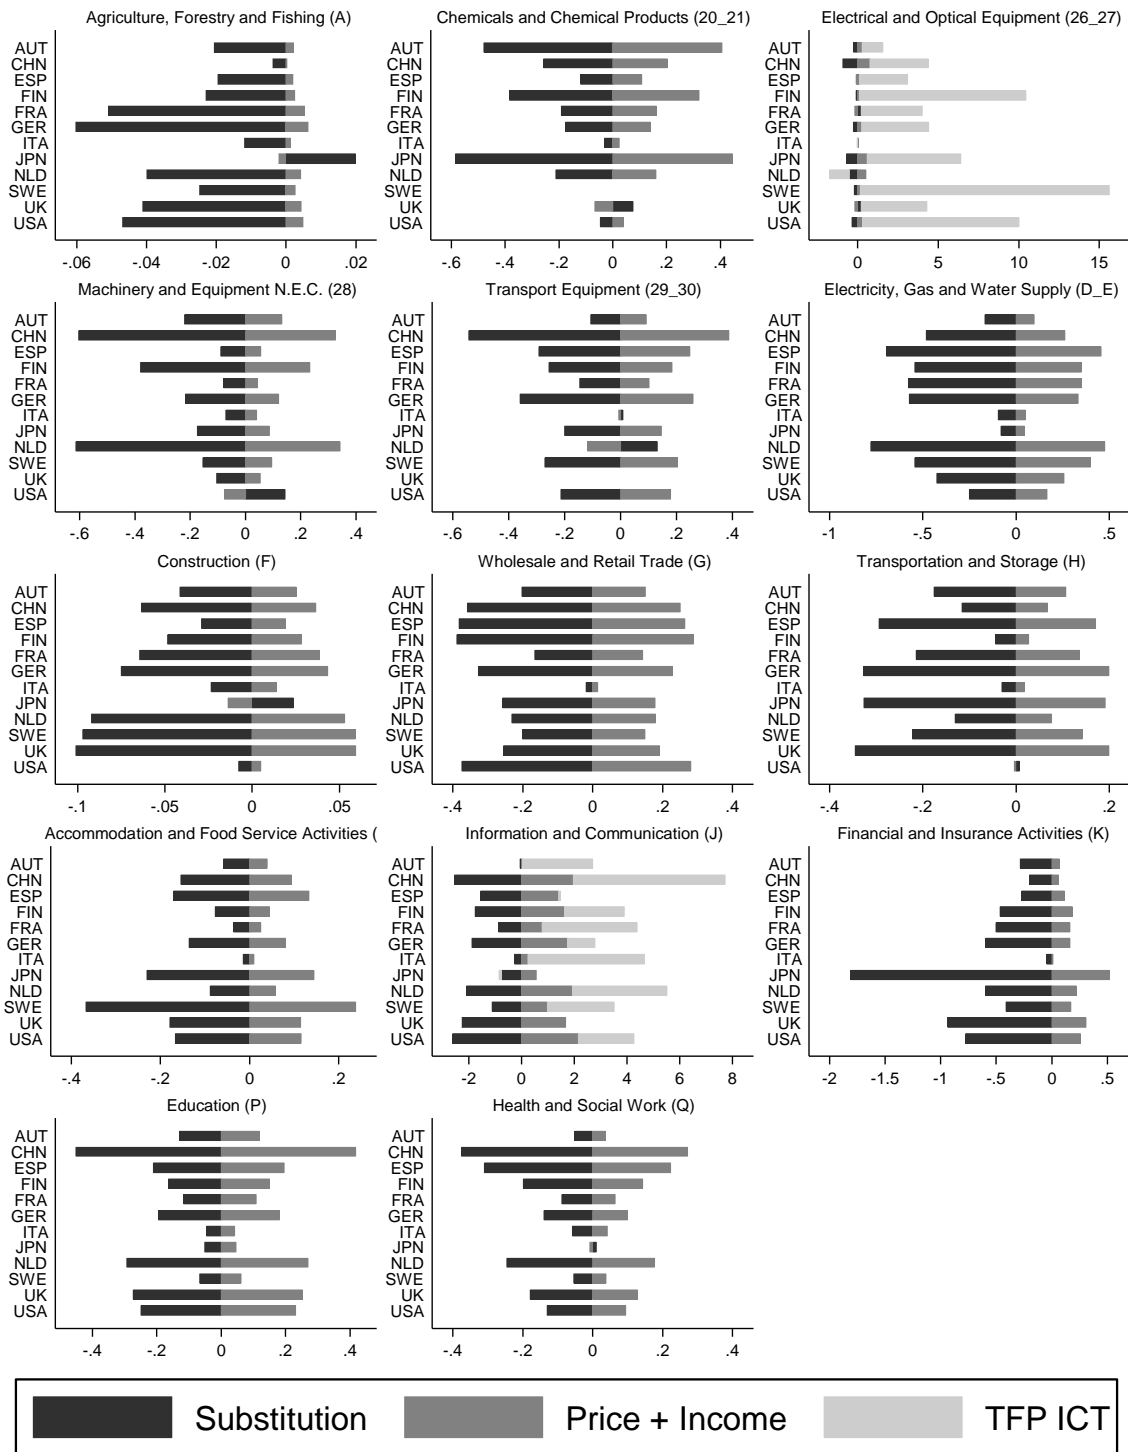 Agriculture, Forestry and Fishing (A)
AUT
CHN
ESP
FIN
FRA
GER
ITA
JPN
NLD
SWE
UK
USA
-.06 -.04 -.02 0 .02
Chemicals and Chemical Products (20_21)
AUT
CHN
ESP
FIN
FRA
GER
ITA
JPN
NLD
UK
USA
-.6 -.4 -.2 0 .2 .4
Electrical and Optical Equipment (26_27)
AUT
CHN
ESP
FIN
FRA
GER
ITA
JPN
NLD
SWE
UK
USA
0 5 10 15
Machinery and Equipment N.E.C. (28)
AUT
CHN
ESP
FIN
FRA
GER
ITA
JPN
NLD
SWE
UK
USA
-.6 -.4 -.2 0 .2 .4
Transport Equipment (29_30)
AUT
CHN
ESP
FIN
FRA
GER
ITA
JPN
NLD
SWE
UK
USA
-.6 -.4 -.2 0 .2 .4
Electricity, Gas and Water Supply (D_E)
AUT
CHN
ESP
FIN
FRA
GER
ITA
JPN
NLD
SWE
UK
USA
-1 -.5 0 .5
Construction (F)
AUT
CHN
ESP
FIN
FRA
GER
ITA
JPN
NLD
SWE
UK
USA
-.1 -.05 0 .05
Wholesale and Retail Trade (G)
AUT
CHN
ESP
FIN
FRA
GER
ITA
JPN
NLD
SWE
UK
USA
-.4 -.2 0 .2 .4
Transportation and Storage (H)
AUT
CHN
ESP
FIN
FRA
GER
ITA
JPN
NLD
SWE
UK
USA
-.4 -.2 0 .2
Accommodation and Food Service Activities (
AUT
CHN
ESP
FIN
FRA
GER
ITA
JPN
NLD
SWE
UK
USA
-.4 -.2 0 .2
Information and Communication (J)
AUT
CHN
ESP
FIN
FRA
GER
ITA
JPN
NLD
SWE
UK
USA
-2 0 2 4 6 8
Financial and Insurance Activities (K)
AUT
CHN
ESP
FIN
FRA
GER
ITA
JPN
NLD
SWE
UK
USA
-2 -1.5 -1 -.5 0 .5
Education (P)
AUT
CHN
ESP
FIN
FRA
GER
ITA
JPN
NLD
SWE
UK
USA
-.4 -.2 0 .2 .4
Health and Social Work (Q)
AUT
CHN
ESP
FIN
FRA
GER
ITA
JPN
NLD
SWE
UK
USA
-.4 -.2 0 .2 .4
Substitution Price + Income TFP ICT